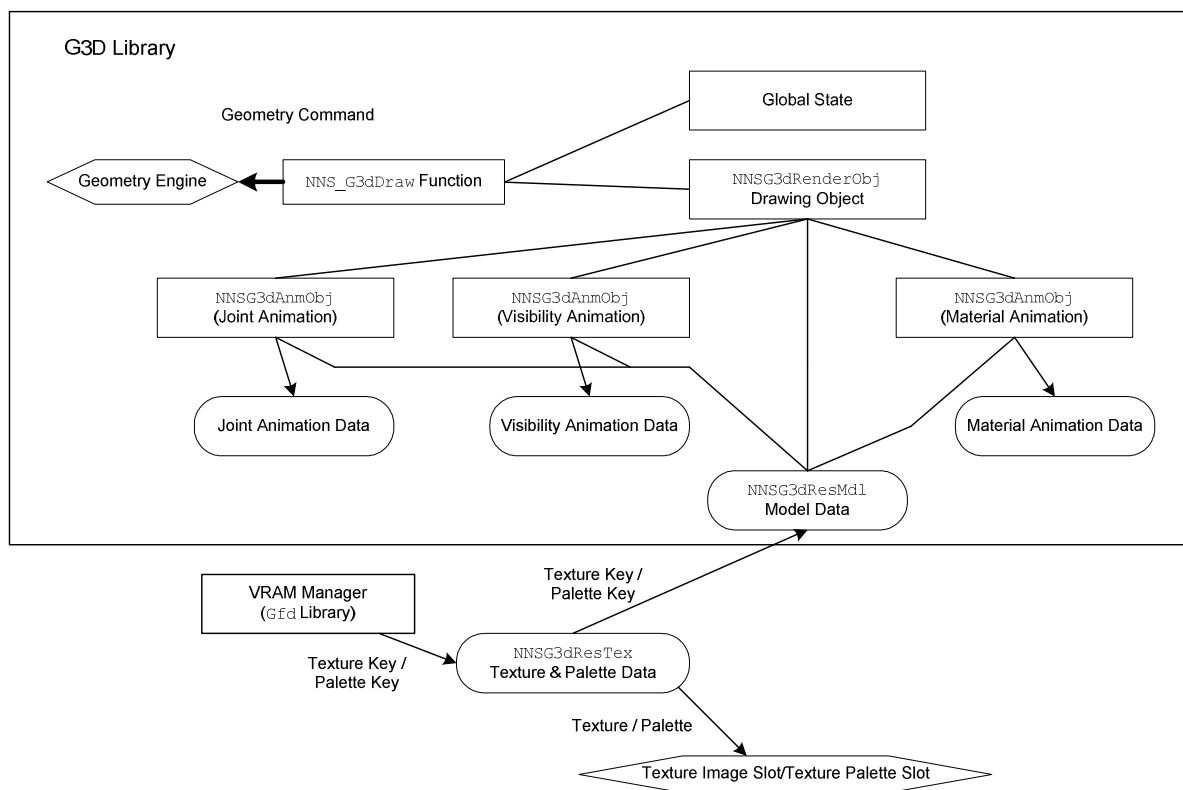 G3D Library
Global State
Geometry Command
Geometry Engine
NNS_G3dDraw Function
NNSG3dRenderObj
Drawing Object
NNSG3dAnmObj
(Joint Animation)
NNSG3dAnmObj
(Visibility Animation)
NNSG3dAnmObj
(Material Animation)
Joint Animation Data
Visibility Animation Data
Material Animation Data
NNSG3dResMdl
Model Data
Texture Key /
Palette Key
VRAM Manager
(Gfd Library)
Texture Key /
Palette Key
NNSG3dResTex
Texture & Palette Data
Texture / Palette
Texture Image Slot/Texture Palette Slot